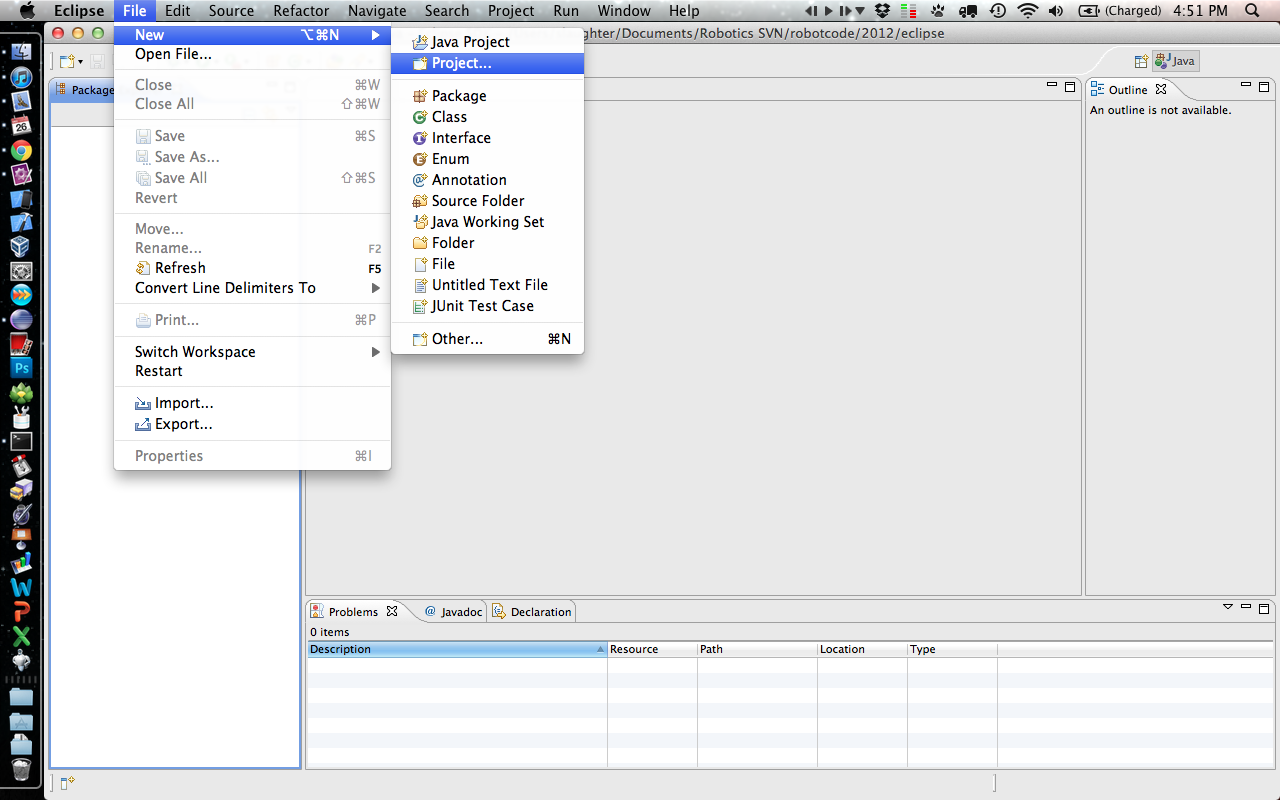 Eclipse File Edit Source Refactor Navigate Search Project Run Window Help (Charged) 4:51 PM
ghter/Documents/Robotics SVN/robotcode/2012/eclipse
New ⌥⌘N
Open File...
Close ⌘W
Close All ⇧⌘W
Save ⌘S
Save As...
Save All ⇧⌘S
Revert
Move...
Rename... F2
Refresh F5
Convert Line Delimiters To
Print... ⌘P
Switch Workspace
Restart
Import...
Export...
Properties ⌘I
Java Project
Project...
Package
Class
Interface
Enum
Annotation
Source Folder
Java Working Set
Folder
File
Untitled Text File
JUnit Test Case
Other... ⌘N
Java
Package
Outline
An outline is not available.
26
Ps
Problems @ Javadoc Declaration
0 items
Description Resource Path Location Type